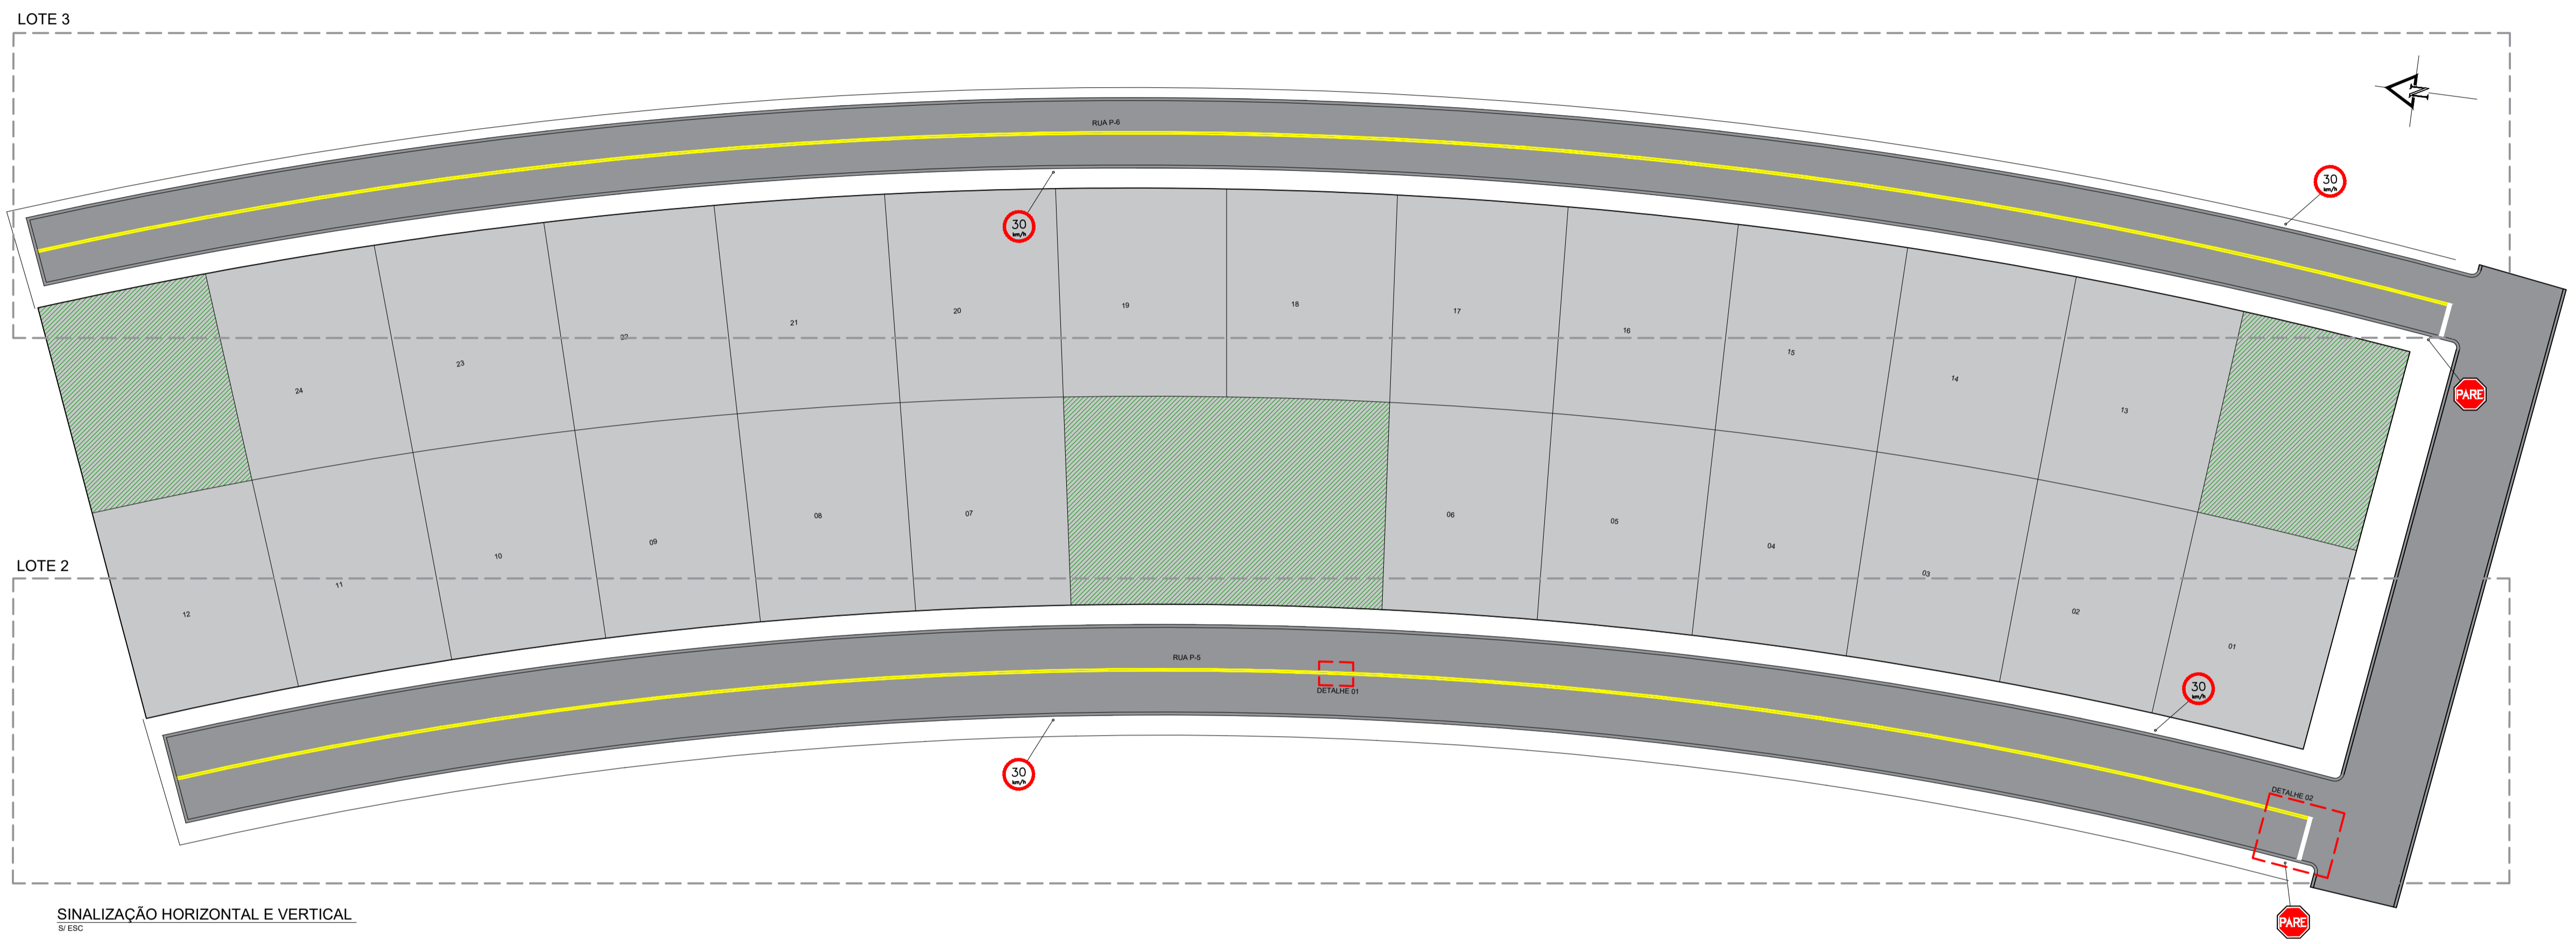 LOTE 3
N
RUA P-6
30
km/h
30
km/h
24
23
22
21
20
19
18
17
16
15
14
13
PARE
LOTE 2
12
11
10
09
08
07
06
05
04
03
02
01
RUA P-5
DETALHE 01
30
km/h
30
km/h
DETALHE 02
PARE
SINALIZAÇÃO HORIZONTAL E VERTICAL
S/ ESC